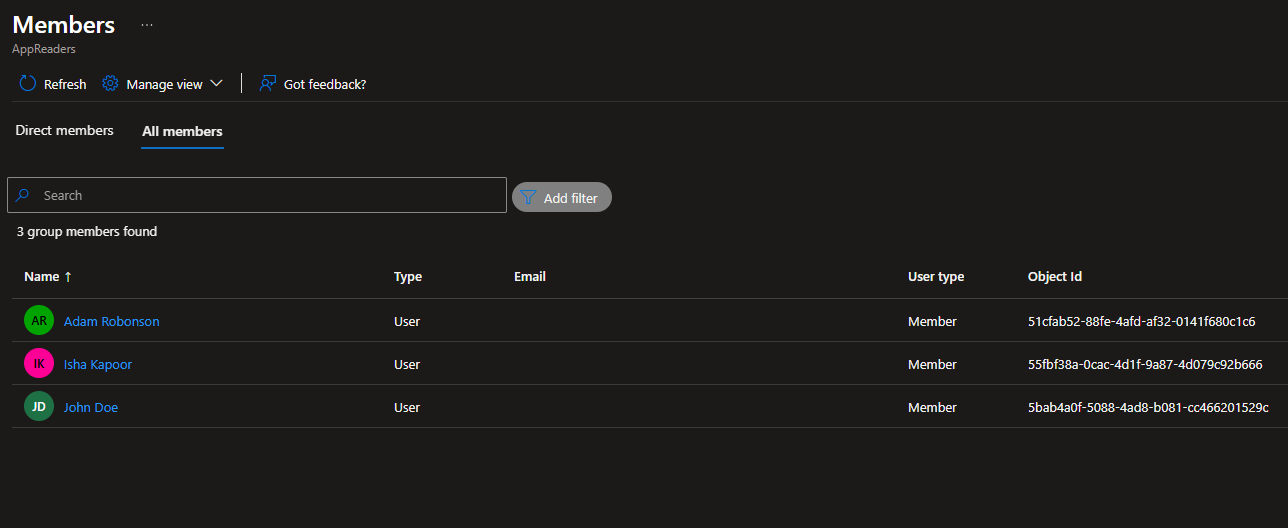 Members ...
AppReaders
Refresh Manage view Got feedback?
Direct members All members
Search Add filter
3 group members found
Name ↑ Type Email User type Object Id
AR Adam Robonson User Member 51cfab52-88fe-4afd-af32-0141f680c1c6
IK Isha Kapoor User Member 55fbf38a-0cac-4d1f-9a87-4d079c92b666
JD John Doe User Member 5bab4a0f-5088-4ad8-b081-cc466201529c